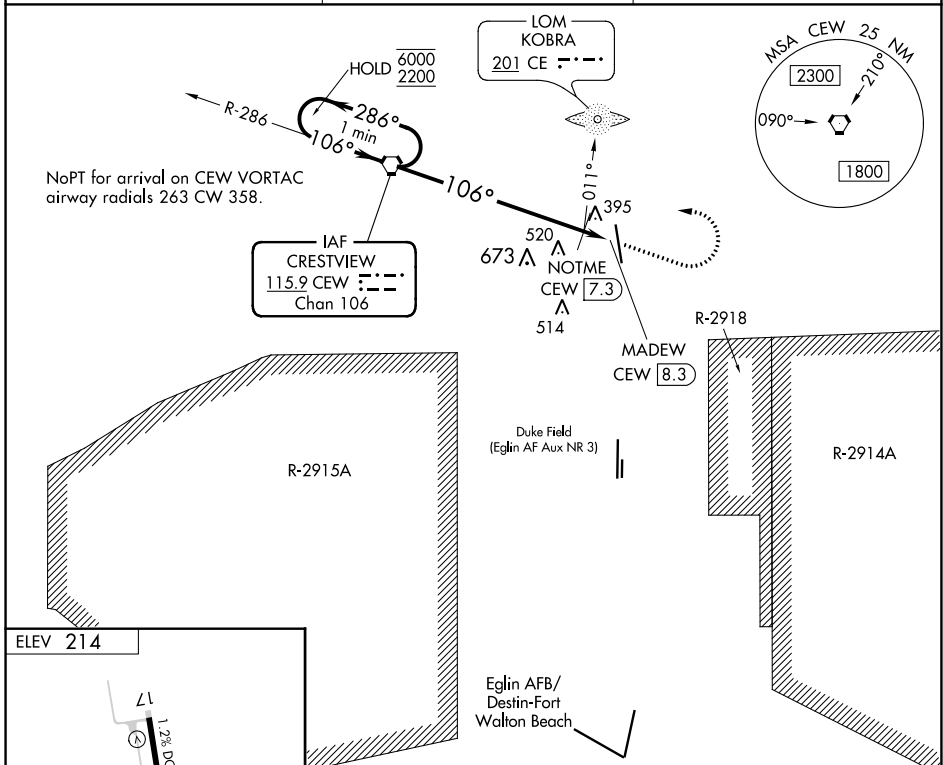 LOM
KOBRA
201 CE
HOLD 6000
2200
MSA CEW 25 NM
2300
210°
090°
1800
R-286
286°
1 min
106°
106°
NoPT for arrival on CEW VORTAC
airway radials 263 CW 358.
011°
395
520
673
IAF
CRESTVIEW
115.9 CEW
Chan 106
NOTME
CEW 7.3
514
R-2918
MADEW
CEW 8.3
Duke Field
(Eglin AF Aux NR 3)
R-2915A
R-2914A
ELEV 214
17
Eglin AFB/
Destin-Fort
Walton Beach
V